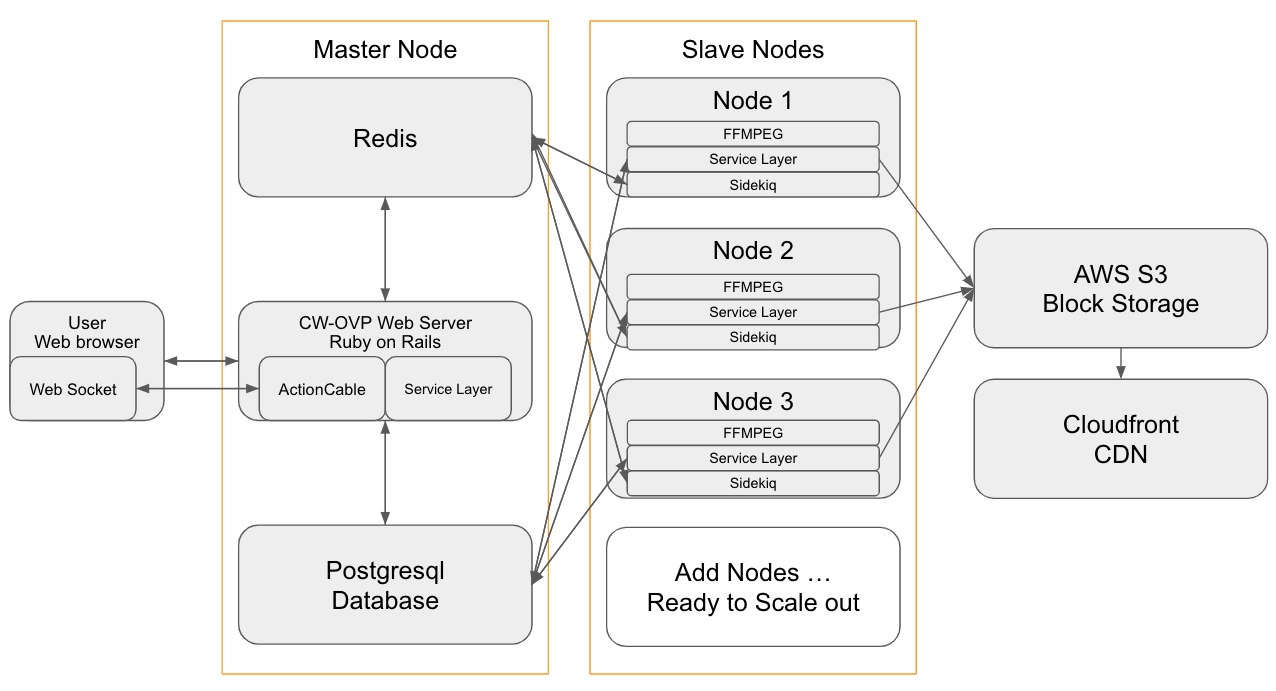 Master Node
Redis
User
Web browser
Web Socket
CW-OVP Web Server
Ruby on Rails
ActionCable
Service Layer
Postgresql
Database
Slave Nodes
Node 1
FFMPEG
Service Layer
Sidekiq
Node 2
FFMPEG
Service Layer
Sidekiq
Node 3
FFMPEG
Service Layer
Sidekiq
Add Nodes ...
Ready to Scale out
AWS S3
Block Storage
Cloudfront
CDN